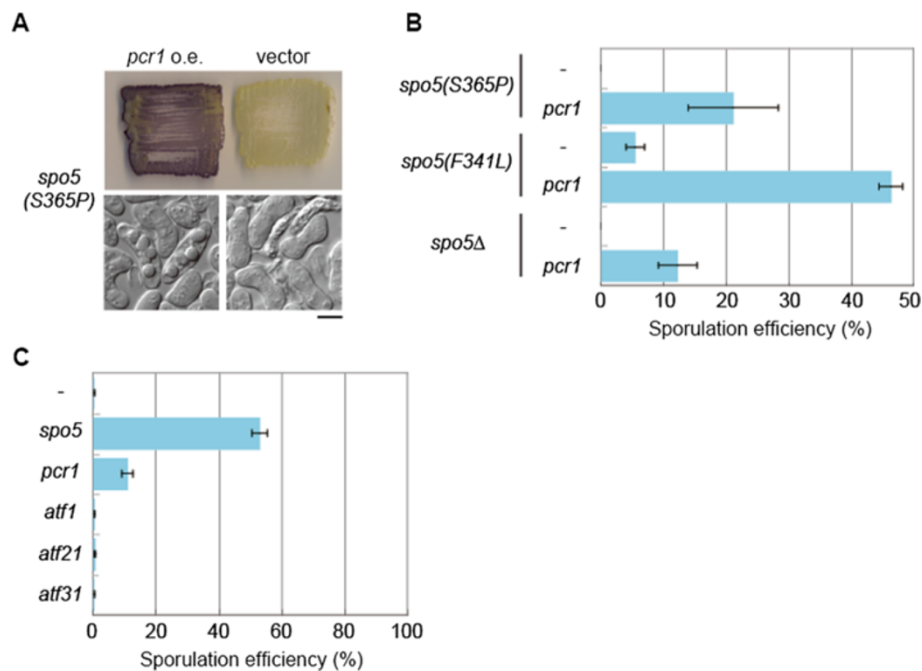 A
pcr1 o.e. vector
spo5
(S365P)
B
spo5(S365P)
-
pcr1
spo5(F341L)
-
pcr1
spo5Δ
-
pcr1
0 10 20 30 40 50
Sporulation efficiency (%)
C
-
spo5
pcr1
atf1
atf21
atf31
0 20 40 60 80 100
Sporulation efficiency (%)